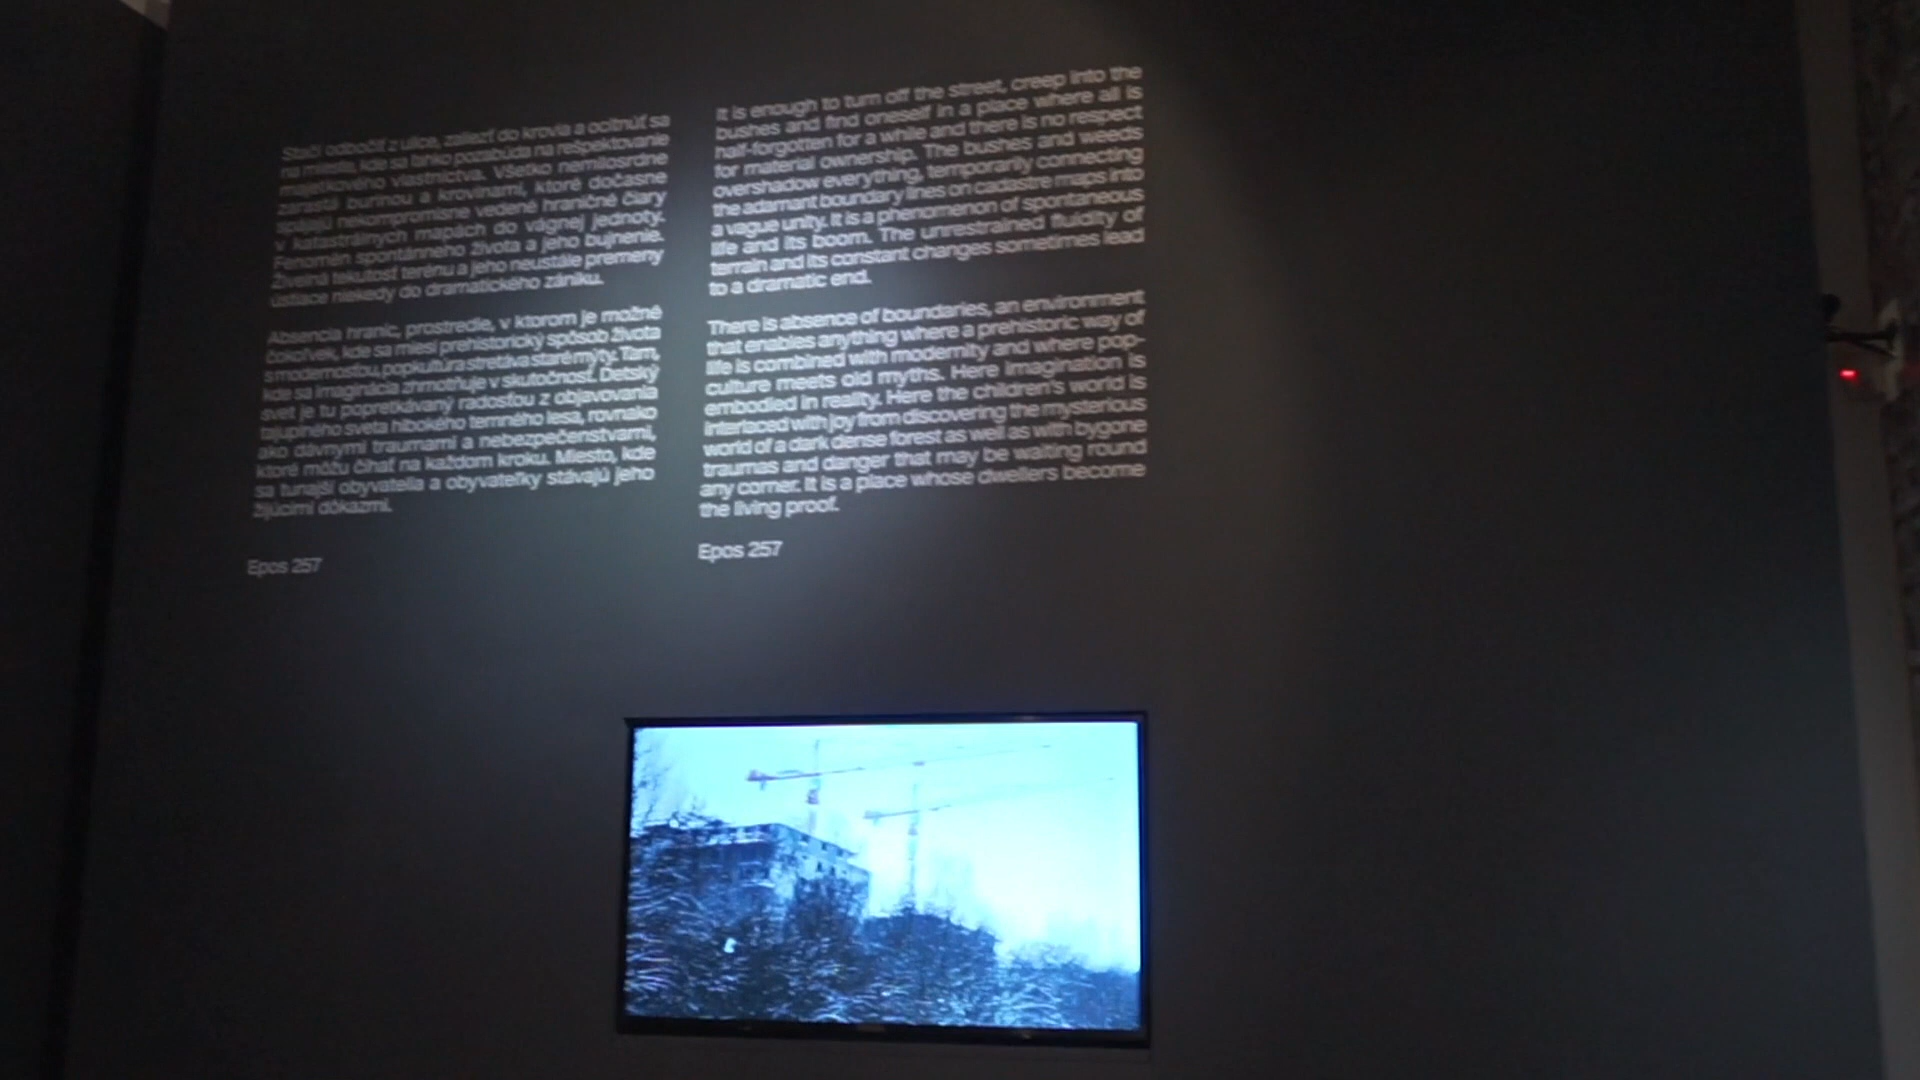 Stačí odbočiť z ulice, zaliezť do krovia a ocitnúť sa
na mieste, kde sa ľahko pozabúda na rešpektovanie
majetkového vlastníctva. Všetko nemilosrdne
zarastá burinou a krovinami, ktoré dočasne
spájajú nekompromisne vedené hraničné čiary
v katastrálnych mapách do vágnej jednoty.
Fenomén spontánneho života a jeho bujnenie.
Živelná tekutosť terénu a jeho neustále premeny
ústiace niekedy do dramatického zániku.
Absencia hraníc, prostredie, v ktorom je možné
čokoľvek, kde sa miesi prehistorický spôsob života
s modernosťou, popkultúra stretáva staré mýty. Tam,
kde sa imaginácia zhmotňuje v skutočnosť. Detský
svet je tu popretkávaný radosťou z objavovania
tajuplného sveta hlbokého temného lesa, rovnako
ako dávnymi traumami a nebezpečenstvami,
ktoré môžu číhať na každom kroku. Miesto, kde
sa tunajší obyvatelia a obyvateľky stávajú jeho
žijúcimi dôkazmi.
Epos 257
It is enough to turn off the street, creep into the
bushes and find oneself in a place where all is
half-forgotten for a while and there is no respect
for material ownership. The bushes and weeds
overshadow everything, temporarily connecting
the adamant boundary lines on cadastre maps into
a vague unity. It is a phenomenon of spontaneous
life and its boom. The unrestrained fluidity of
terrain and its constant changes sometimes lead
to a dramatic end.
There is absence of boundaries, an environment
that enables anything where a prehistoric way of
life is combined with modernity and where pop-
culture meets old myths. Here imagination is
embodied in reality. Here the children's world is
interlaced with joy from discovering the mysterious
world of a dark dense forest as well as with bygone
traumas and danger that may be waiting round
any corner. It is a place whose dwellers become
the living proof.
Epos 257